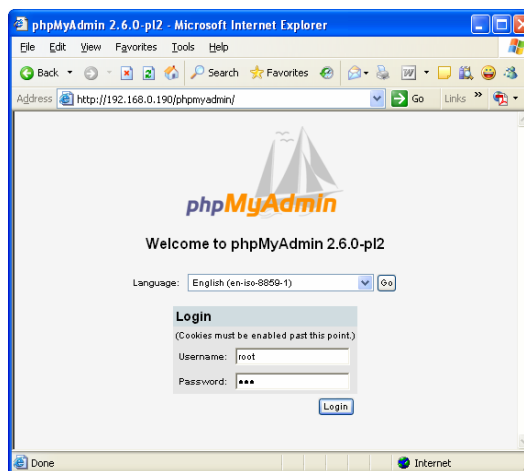 phpMyAdmin 2.6.0-pl2 - Microsoft Internet Explorer
File Edit View Favorites Tools Help
Back Search Favorites
Address http://192.168.0.190/phpmyadmin/ Go Links »
phpMyAdmin
Welcome to phpMyAdmin 2.6.0-pl2
Language: English (en-iso-8859-1) Go
Login
(Cookies must be enabled past this point.)
Username: root
Password: •••
Login
Done Internet